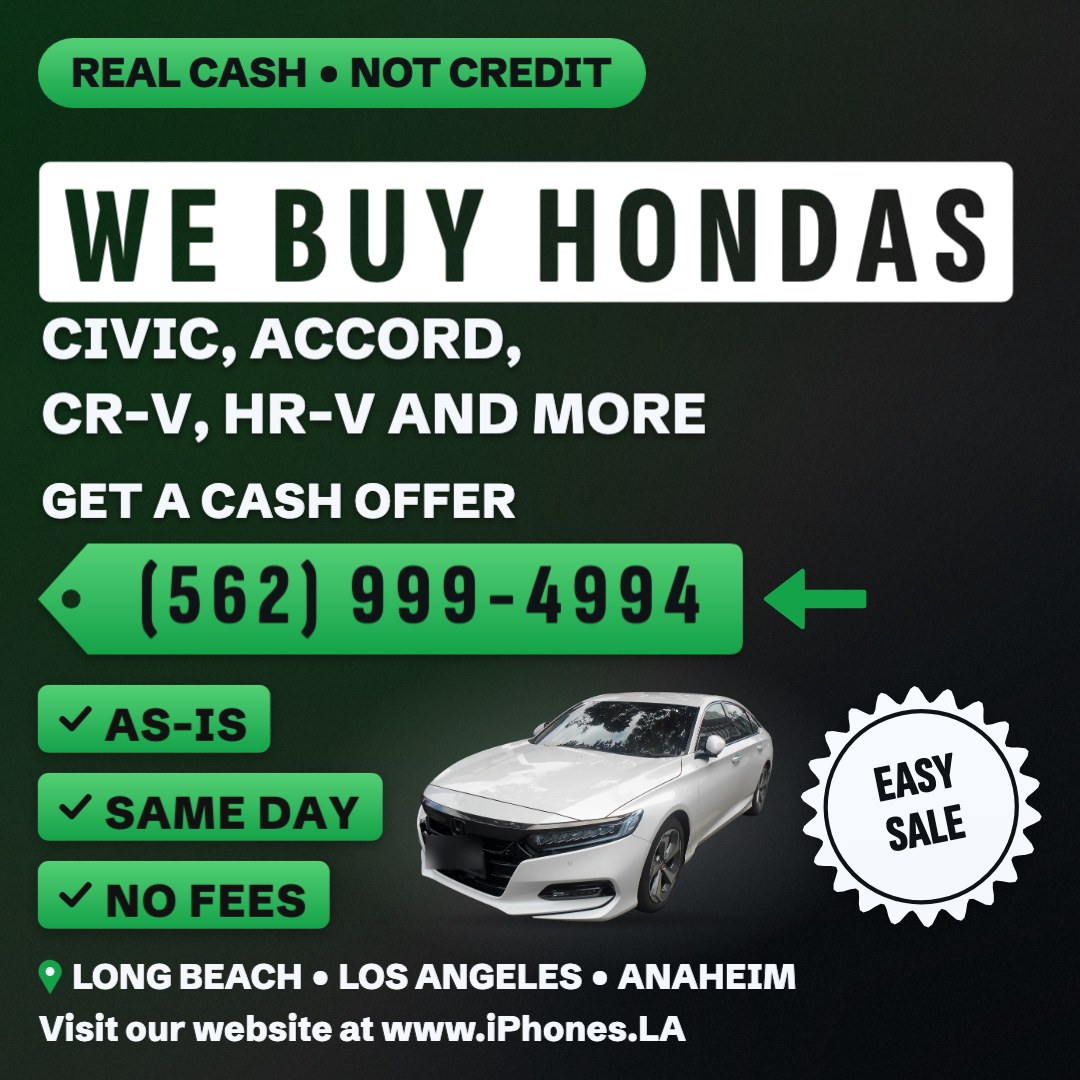 REAL CASH • NOT CREDIT
WE BUY HONDAS
CIVIC, ACCORD,
CR-V, HR-V AND MORE
GET A CASH OFFER
(562) 999-4994
✓ AS-IS
✓ SAME DAY
✓ NO FEES
EASY
SALE
LONG BEACH • LOS ANGELES • ANAHEIM
Visit our website at www.iPhones.LA